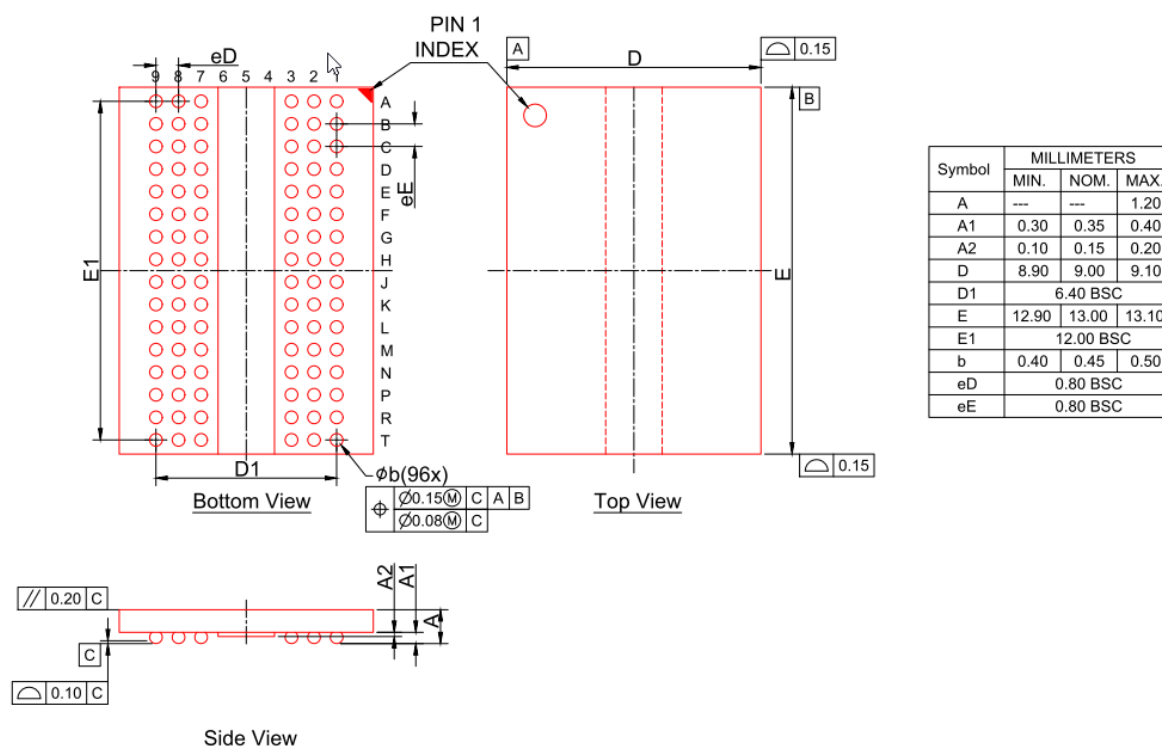 PIN 1
INDEX
eD
9 8 7 6 5 4 3 2
A
B
C
D
E
F
G
H
J
K
L
M
N
P
R
T
eE
E1
D1
Øb(96x)
Ø0.15Ⓜ C A B
Ø0.08Ⓜ C
Bottom View
A
D
0.15
B
E
0.15
Top View
Symbol MILLIMETERS
MIN. NOM. MAX.
A --- --- 1.20
A1 0.30 0.35 0.40
A2 0.10 0.15 0.20
D 8.90 9.00 9.10
D1 6.40 BSC
E 12.90 13.00 13.10
E1 12.00 BSC
b 0.40 0.45 0.50
eD 0.80 BSC
eE 0.80 BSC
// 0.20 C
A2
A1
A
C
0.10 C
Side View